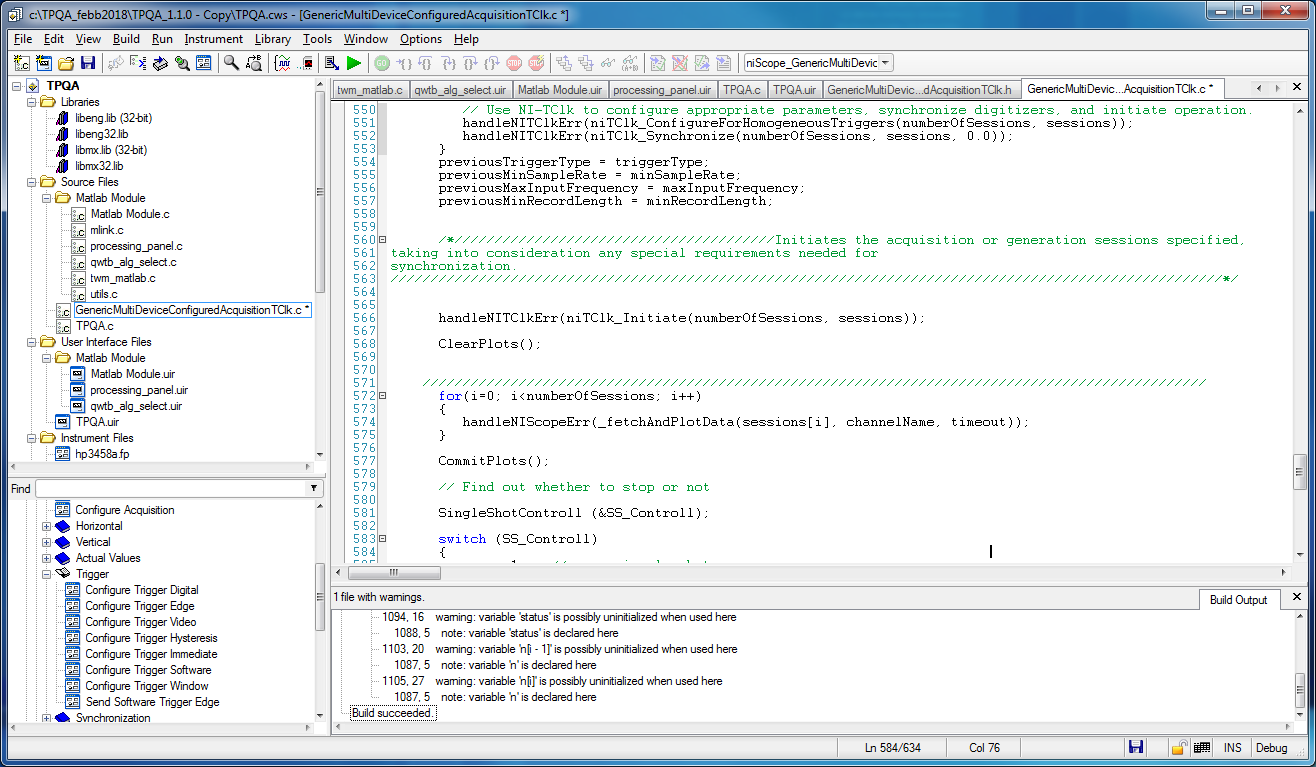 c:\TPQA_febb2018\TPQA_1.1.0 - Copy\TPQA.cws - [GenericMultiDeviceConfiguredAcquisitionTClk.c *]
File Edit View Build Run Instrument Library Tools Window Options Help
niScope_GenericMultiDevic
TPQA
Libraries
libeng.lib (32-bit)
libeng32.lib
libmx.lib (32-bit)
libmx32.lib
Source Files
Matlab Module
Matlab Module.c
mlink.c
processing_panel.c
qwtb_alg_select.c
twm_matlab.c
utils.c
GenericMultiDeviceConfiguredAcquisitionTClk.c *
TPQA.c
User Interface Files
Matlab Module
Matlab Module.uir
processing_panel.uir
qwtb_alg_select.uir
TPQA.uir
Instrument Files
hp3458a.fp
Find
Configure Acquisition
Horizontal
Vertical
Actual Values
Trigger
Configure Trigger Digital
Configure Trigger Edge
Configure Trigger Video
Configure Trigger Hysteresis
Configure Trigger Immediate
Configure Trigger Software
Configure Trigger Window
Send Software Trigger Edge
Synchronization
twm_matlab.c qwtb_alg_select.uir Matlab Module.uir processing_panel.uir TPQA.c TPQA.uir GenericMultiDevic...dAcquisitionTClk.h GenericMultiDevic...AcquisitionTClk.c *
550 // Use NI-TClk to configure appropriate parameters, synchronize digitizers, and initiate operation.
551 handleNITClkErr(niTClk_ConfigureForHomogeneousTriggers(numberOfSessions, sessions));
552 handleNITClkErr(niTClk_Synchronize(numberOfSessions, sessions, 0.0));
553 }
554 previousTriggerType = triggerType;
555 previousMinSampleRate = minSampleRate;
556 previousMaxInputFrequency = maxInputFrequency;
557 previousMinRecordLength = minRecordLength;
558
559
560 /*////////////////////////////////////////Initiates the acquisition or generation sessions specified,
561 taking into consideration any special requirements needed for
562 synchronization.
563 ////////////////////////////////////////////////////////////////////////////////////////////////////////*/
564
565
566 handleNITClkErr(niTClk_Initiate(numberOfSessions, sessions));
567
568 ClearPlots();
569
570
571 //////////////////////////////////////////////////////////////////////////////////////////////////
572 for(i=0; i<numberOfSessions; i++)
573 {
574 handleNIScopeErr(_fetchAndPlotData(sessions[i], channelName, timeout));
575 }
576
577 CommitPlots();
578
579 // Find out whether to stop or not
580
581 SingleShotControll (&SS_Controll);
582
583 switch (SS_Controll)
584 {
1 file with warnings.
Build Output
1094, 16 warning: variable 'status' is possibly uninitialized when used here
1088, 5 note: variable 'status' is declared here
1103, 20 warning: variable 'n[i - 1]' is possibly uninitialized when used here
1087, 5 note: variable 'n' is declared here
1105, 27 warning: variable 'n[i]' is possibly uninitialized when used here
1087, 5 note: variable 'n' is declared here
Build succeeded.
Ln 584/634 Col 76 INS Debug